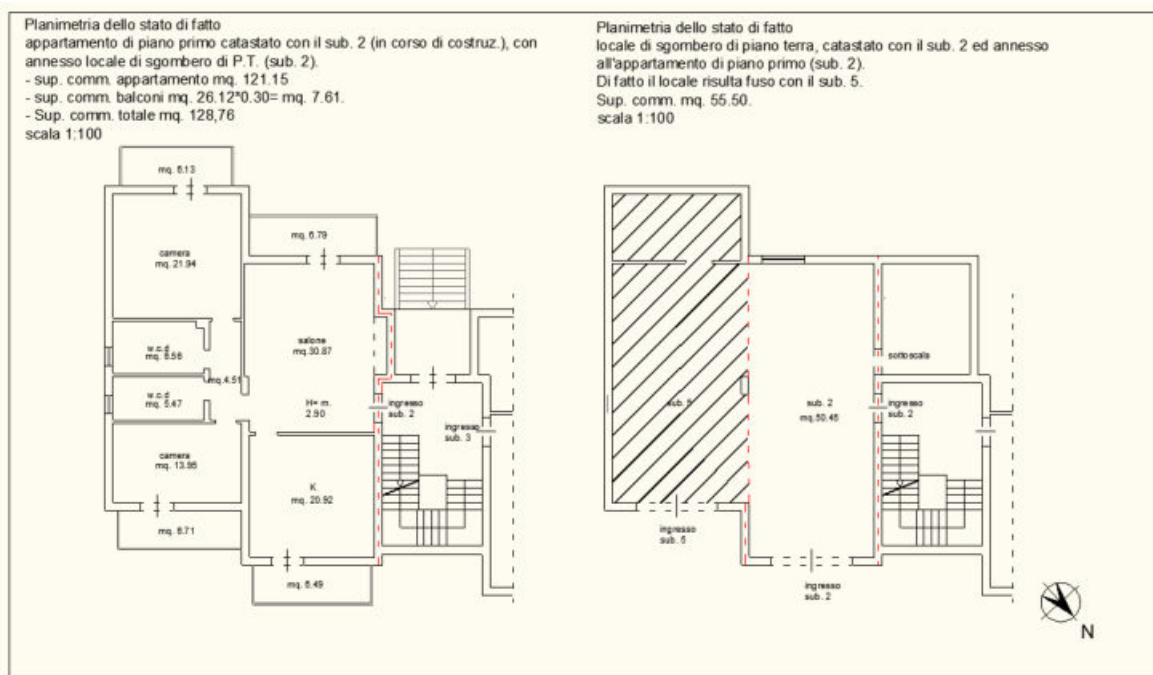 Planimetria dello stato di fatto
appartamento di piano primo catastato con il sub. 2 (in corso di costruz.), con
annesso locale di sgombero di P.T. (sub. 2).
- sup. comm. appartamento mq. 121.15
- sup. comm. balconi mq. 26.12*0.30= mq. 7.61.
- Sup. comm. totale mq. 128,76
scala 1:100
mq. 6.13
mq. 6.79
camera
mq. 21.94
w.c.d
mq. 6.56
salone
mq.30.87
mq.4.51
w.c.d
mq. 5.47
H= m.
2.90
ingresso
sub. 2
ingresso
sub. 3
camera
mq. 13.95
K
mq. 20.92
mq. 6.71
mq. 6.49
Planimetria dello stato di fatto
locale di sgombero di piano terra, catastato con il sub. 2 ed annesso
all'appartamento di piano primo (sub. 2).
Di fatto il locale risulta fuso con il sub. 5.
Sup. comm. mq. 55.50.
scala 1:100
sottoscala
sub. 5
sub. 2
mq.50.45
ingresso
sub. 2
ingresso
sub. 5
ingresso
sub. 2
N